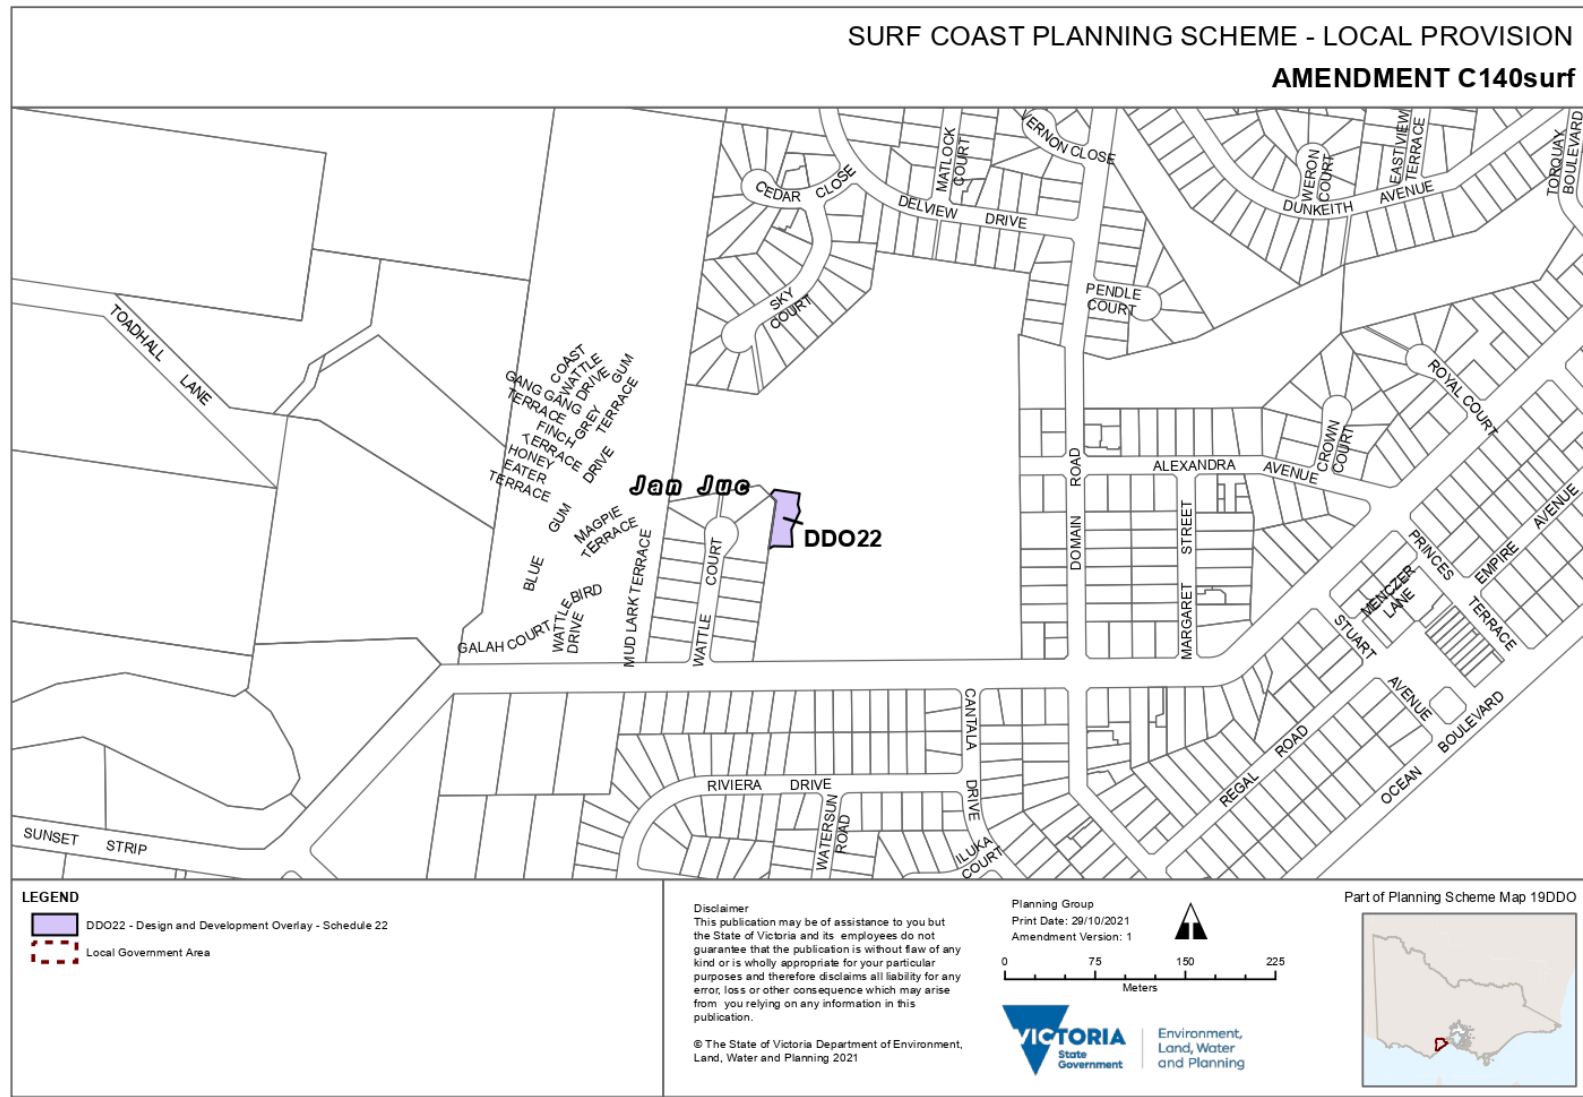 SURF COAST PLANNING SCHEME - LOCAL PROVISION
AMENDMENT C140surf
MATLOCK
COURT
VERNON CLOSE
WERON
COURT
EASTVIEW
TERRACE
TORQUAY
BOULEVARD
CEDAR CLOSE
DELVIEW DRIVE
DUNKEITH AVENUE
SKY
COURT
PENDLE
COURT
TOADHALL LANE
COAST
WATTLE
DRIVE
GANG GANG
TERRACE
GREY
GUM
TERRACE
FINCH
TERRACE
HONEY
EATER
TERRACE
BLUE GUM DRIVE
MAGPIE
TERRACE
WATTLEBIRD
DRIVE
GALAH COURT
MUD LARK TERRACE
Jan Juc
WATTLE COURT
DDO22
DOMAIN ROAD
ALEXANDRA AVENUE
CROWN
COURT
ROYAL COURT
MARGARET STREET
PRINCES TERRACE
EMPIRE AVENUE
MENCZER
LANE
STUART AVENUE
REGAL ROAD
OCEAN BOULEVARD
CANTALA DRIVE
RIVIERA DRIVE
WATERSUN
ROAD
ILUKA
COURT
SUNSET STRIP
LEGEND
DDO22 - Design and Development Overlay - Schedule 22
Local Government Area
Disclaimer
This publication may be of assistance to you but
the State of Victoria and its employees do not
guarantee that the publication is without flaw of any
kind or is wholly appropriate for your particular
purposes and therefore disclaims all liability for any
error, loss or other consequence which may arise
from you relying on any information in this
publication.
© The State of Victoria Department of Environment,
Land, Water and Planning 2021
Planning Group
Print Date: 29/10/2021
Amendment Version: 1
0 75 150 225
Meters
VICTORIA
State
Government
Environment,
Land, Water
and Planning
Part of Planning Scheme Map 19DDO